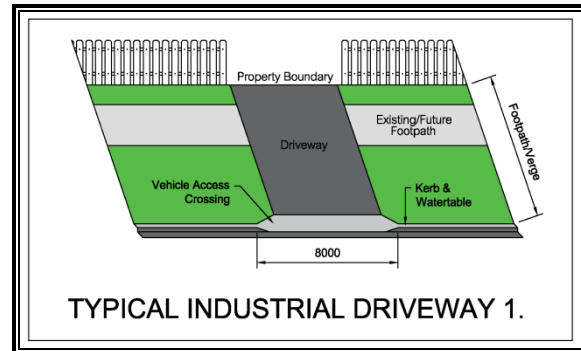 Property Boundary
Existing/Future
Footpath
Footpath/Verge
Driveway
Vehicle Access
Crossing
Kerb &
Watertable
8000
TYPICAL INDUSTRIAL DRIVEWAY 1.